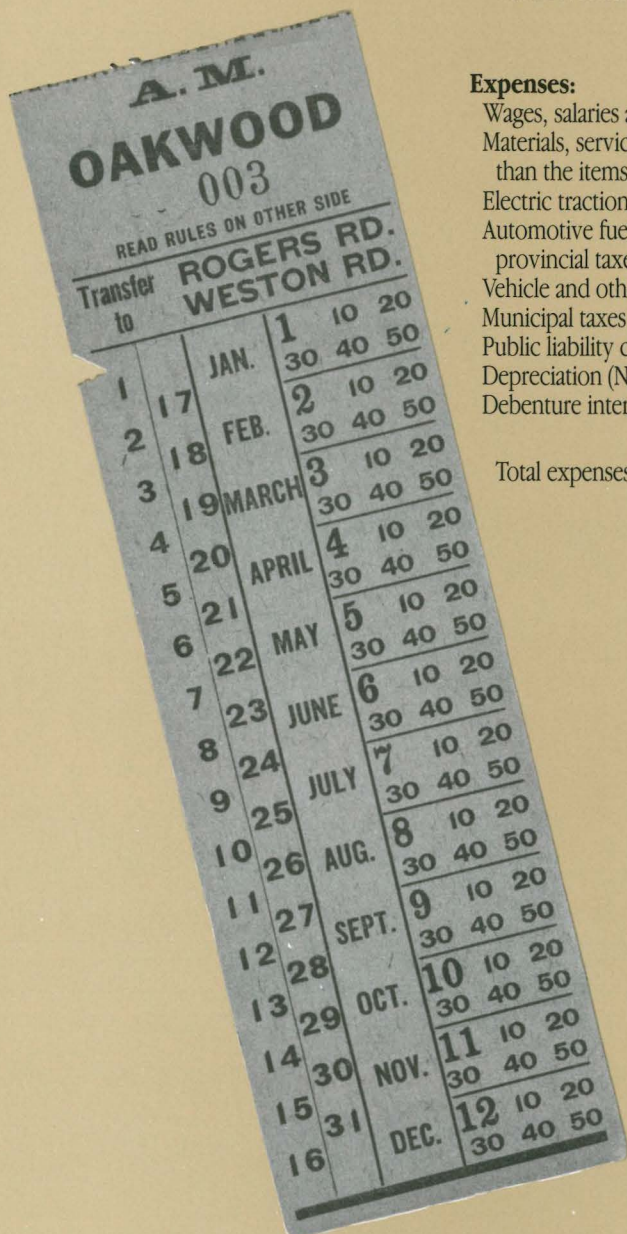 A. M.
OAKWOOD
003
READ RULES ON OTHER SIDE
Transfer to
ROGERS RD.
WESTON RD.
1 17 JAN. 1 10 20
30 40 50
2 18 FEB. 2 10 20
30 40 50
3 19 MARCH 3 10 20
30 40 50
4 20 APRIL 4 10 20
30 40 50
5 21 MAY 5 10 20
30 40 50
6 22 JUNE 6 10 20
30 40 50
7 23 JULY 7 10 20
30 40 50
8 24 AUG. 8 10 20
30 40 50
9 25 SEPT. 9 10 20
30 40 50
10 26 OCT. 10 10 20
30 40 50
11 27 NOV. 11 10 20
30 40 50
12 28 DEC. 12 10 20
30 40 50
13 29
14 30
15 31
16
Expenses:
Wages, salaries
Materials,
than the items
Electric traction
Automotive
provincial
Vehicle and
Municipal taxes
Public liability
Depreciation
Debenture
Total expenses